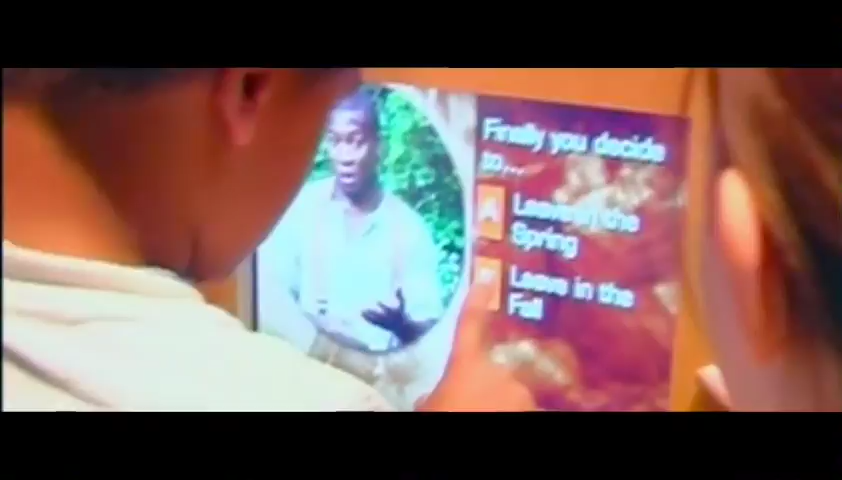 Finally you decide
to...
A Leave in the
Spring
Leave in the
Fall